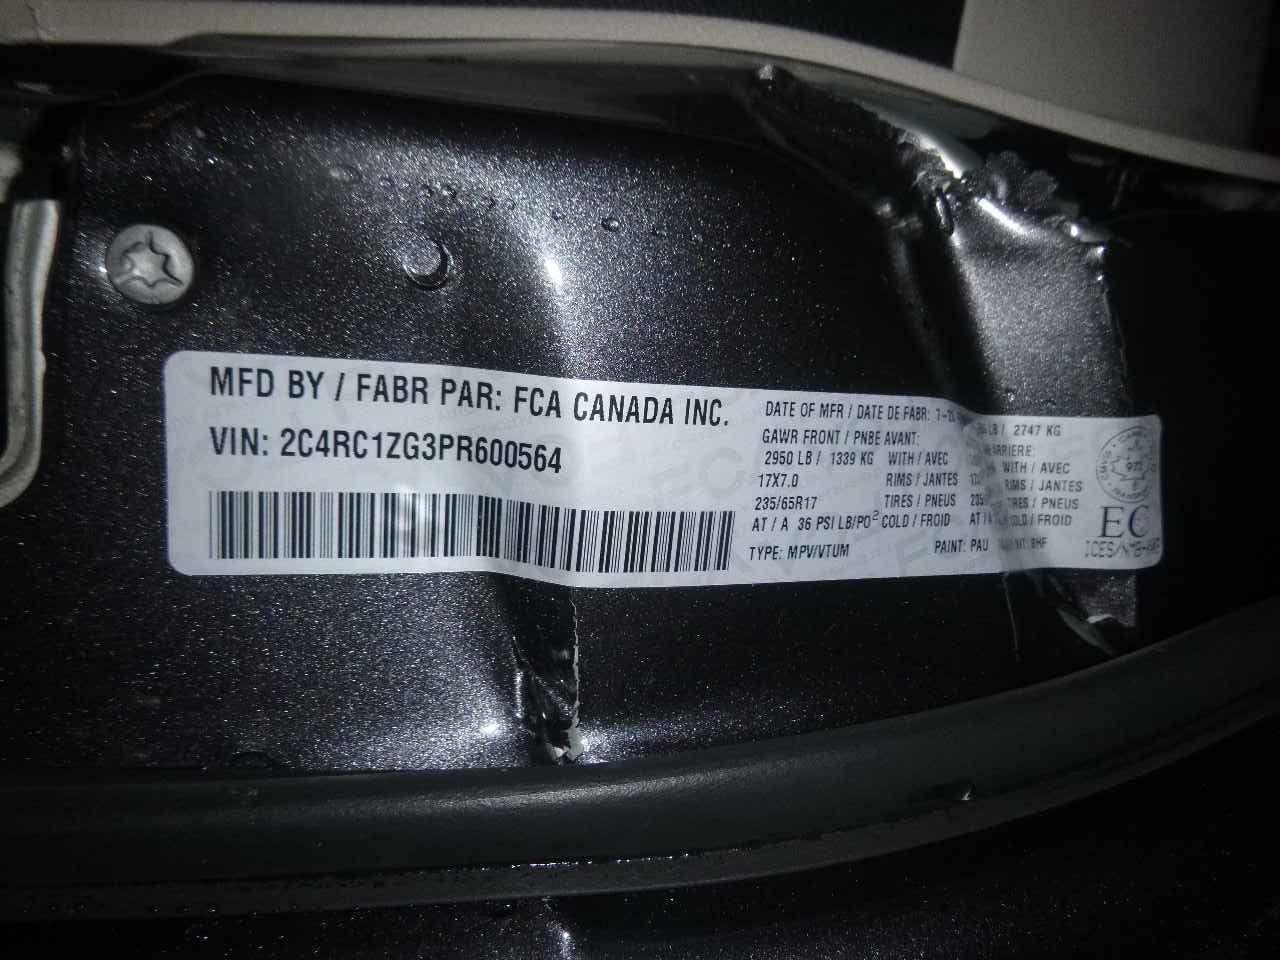 MFD BY / FABR PAR: FCA CANADA INC.
VIN: 2C4RC1ZG3PR600564
DATE OF MFR / DATE DE FABR:
LB / 2747 KG
GAWR FRONT / PNBE AVANT:
2950 LB / 1339 KG WITH / AVEC
WITH / AVEC
17X7.0 RIMS / JANTES
RIMS / JANTES
235/65R17 TIRES / PNEUS
TIRES / PNEUS
AT / A 36 PSI LB/PO² COLD / FROID AT / A
COLD / FROID
TYPE: MPV/VTUM PAINT: PAU
EC